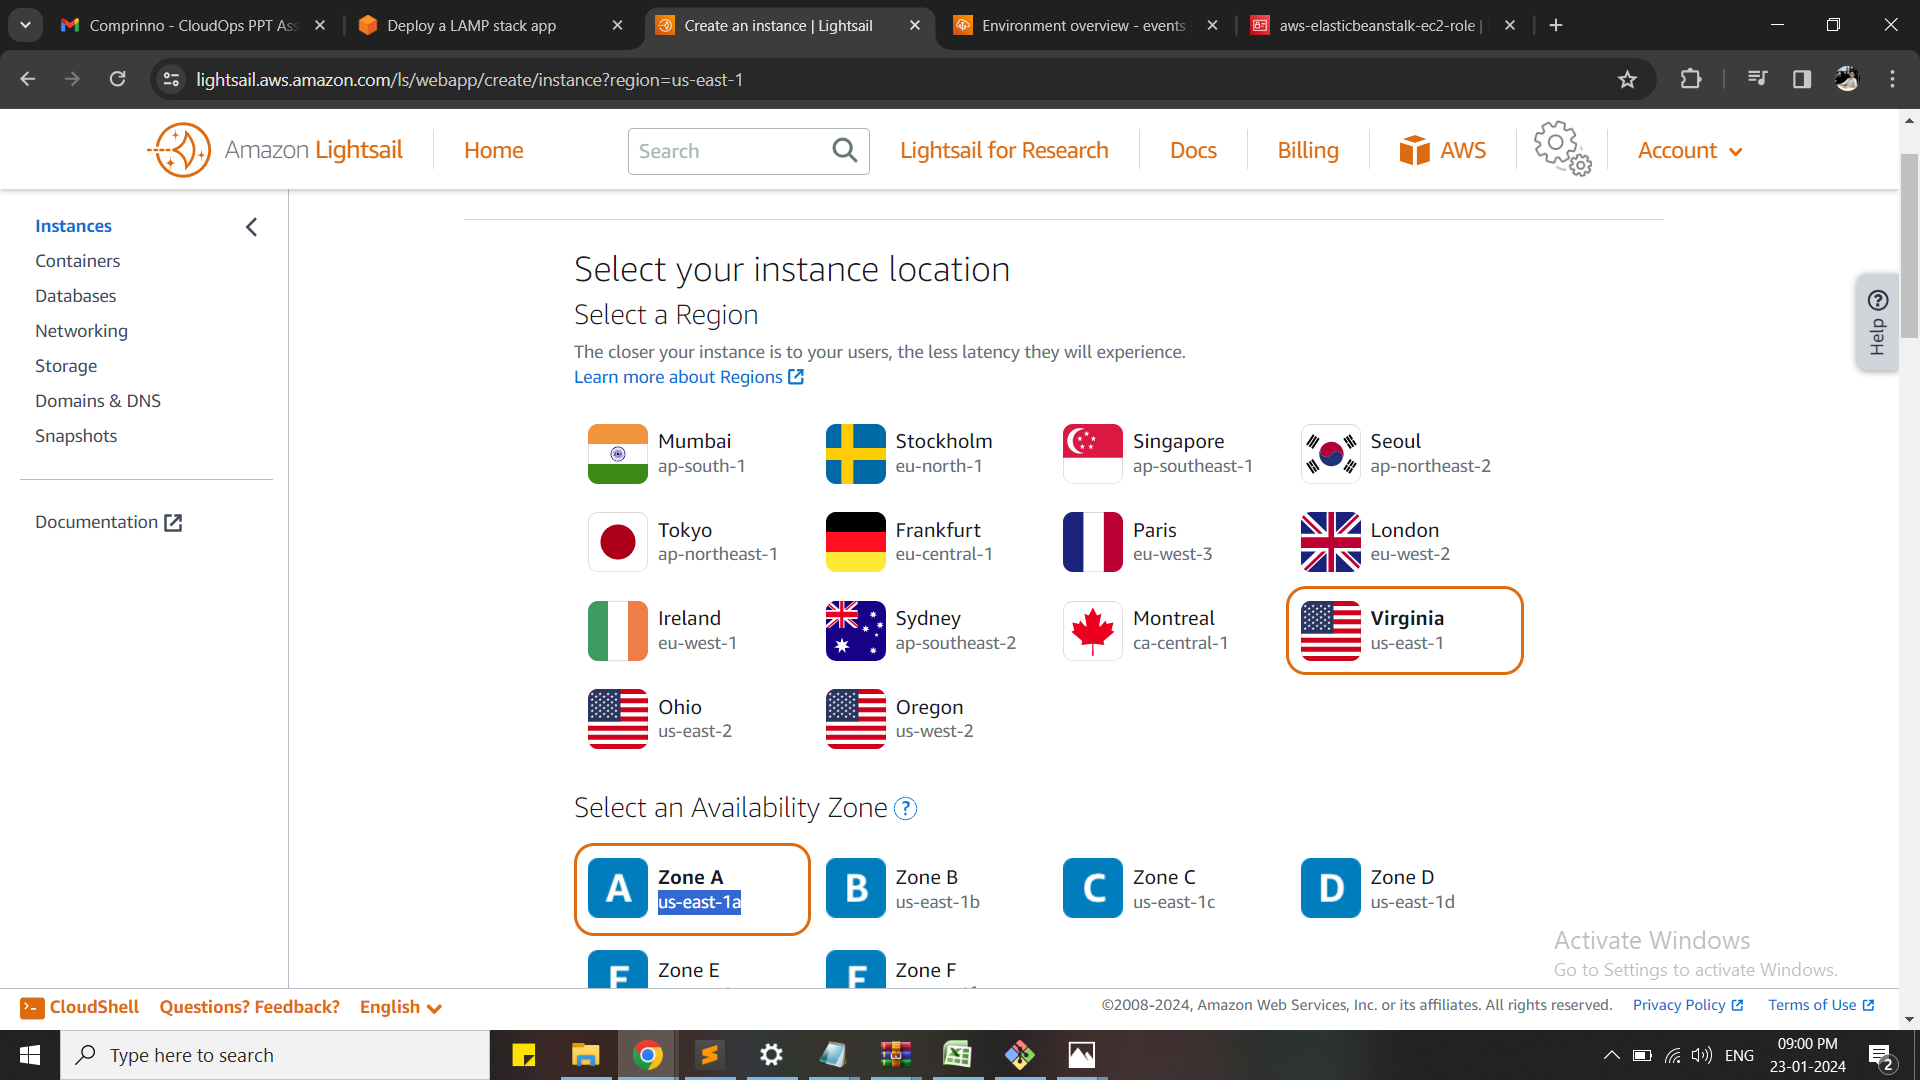 Comprinno - CloudOps PPT Ass
Deploy a LAMP stack app
Create an instance | Lightsail
Environment overview - events
aws-elasticbeanstalk-ec2-role |
lightsail.aws.amazon.com/ls/webapp/create/instance?region=us-east-1
Amazon Lightsail
Home
Search
Lightsail for Research
Docs
Billing
AWS
Account
Instances
Containers
Databases
Networking
Storage
Domains & DNS
Snapshots
Documentation
Select your instance location
Select a Region
The closer your instance is to your users, the less latency they will experience.
Learn more about Regions
Mumbai
ap-south-1
Stockholm
eu-north-1
Singapore
ap-southeast-1
Seoul
ap-northeast-2
Tokyo
ap-northeast-1
Frankfurt
eu-central-1
Paris
eu-west-3
London
eu-west-2
Ireland
eu-west-1
Sydney
ap-southeast-2
Montreal
ca-central-1
Virginia
us-east-1
Ohio
us-east-2
Oregon
us-west-2
Select an Availability Zone ?
A
Zone A
us-east-1a
B
Zone B
us-east-1b
C
Zone C
us-east-1c
D
Zone D
us-east-1d
E
Zone E
F
Zone F
Help ?
Activate Windows
Go to Settings to activate Windows.
CloudShell
Questions? Feedback?
English
©2008-2024, Amazon Web Services, Inc. or its affiliates. All rights reserved.
Privacy Policy
Terms of Use
Type here to search
ENG
09:00 PM
23-01-2024
2